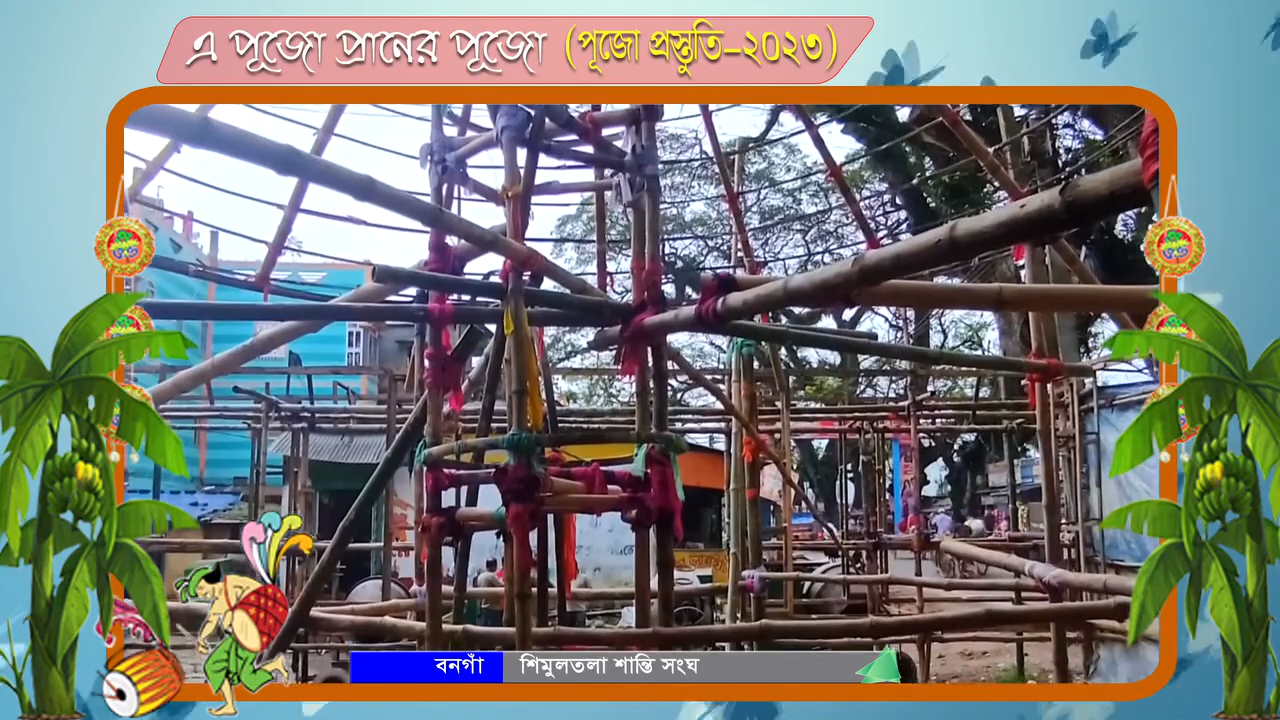 এ পূজো প্রানের পূজো (পূজো প্রস্তুতি-২০২৩)
বনগাঁ শিমুলতলা শান্তি সংঘ